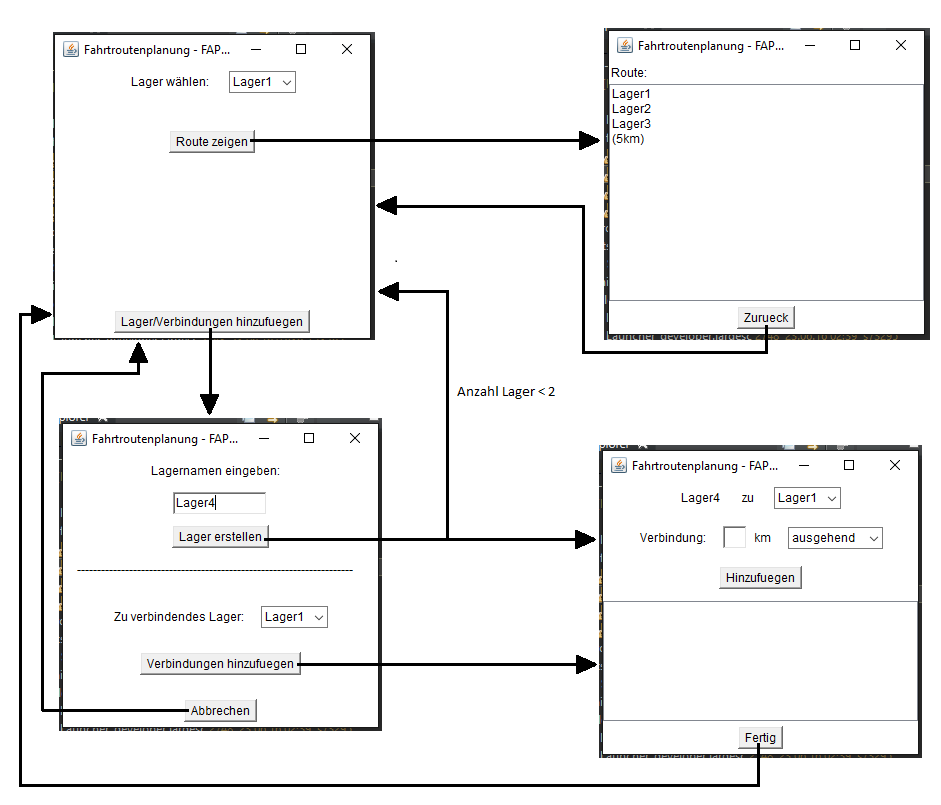 Fahrtroutenplanung - FAP...
Lager wählen: Lager1
Route zeigen
Lager/Verbindungen hinzufuegen
Fahrtroutenplanung - FAP...
Route:
Lager1
Lager2
Lager3
(5km)
Zurueck
Anzahl Lager < 2
Fahrtroutenplanung - FAP...
Lagernamen eingeben:
Lager4
Lager erstellen
Zu verbindendes Lager: Lager1
Verbindungen hinzufuegen
Abbrechen
Fahrtroutenplanung - FAP...
Lager4 zu Lager1
Verbindung: km ausgehend
Hinzufuegen
Fertig